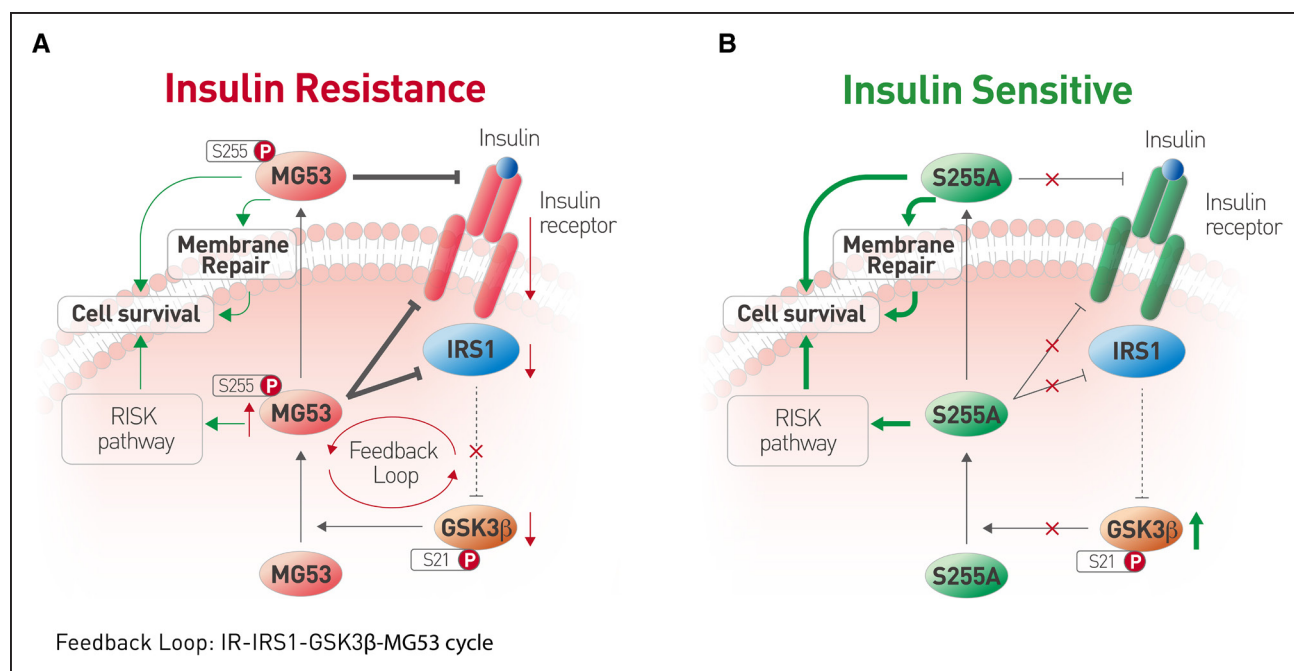 A
Insulin Resistance
Insulin
S255 P
MG53
Insulin
receptor
Membrane
Repair
Cell survival
IRS1
S255 P
MG53
RISK
pathway
Feedback
Loop
GSK3β
S21 P
MG53
Feedback Loop: IR-IRS1-GSK3β-MG53 cycle
B
Insulin Sensitive
Insulin
S255A
Insulin
receptor
Membrane
Repair
Cell survival
IRS1
S255A
RISK
pathway
GSK3β
S21 P
S255A